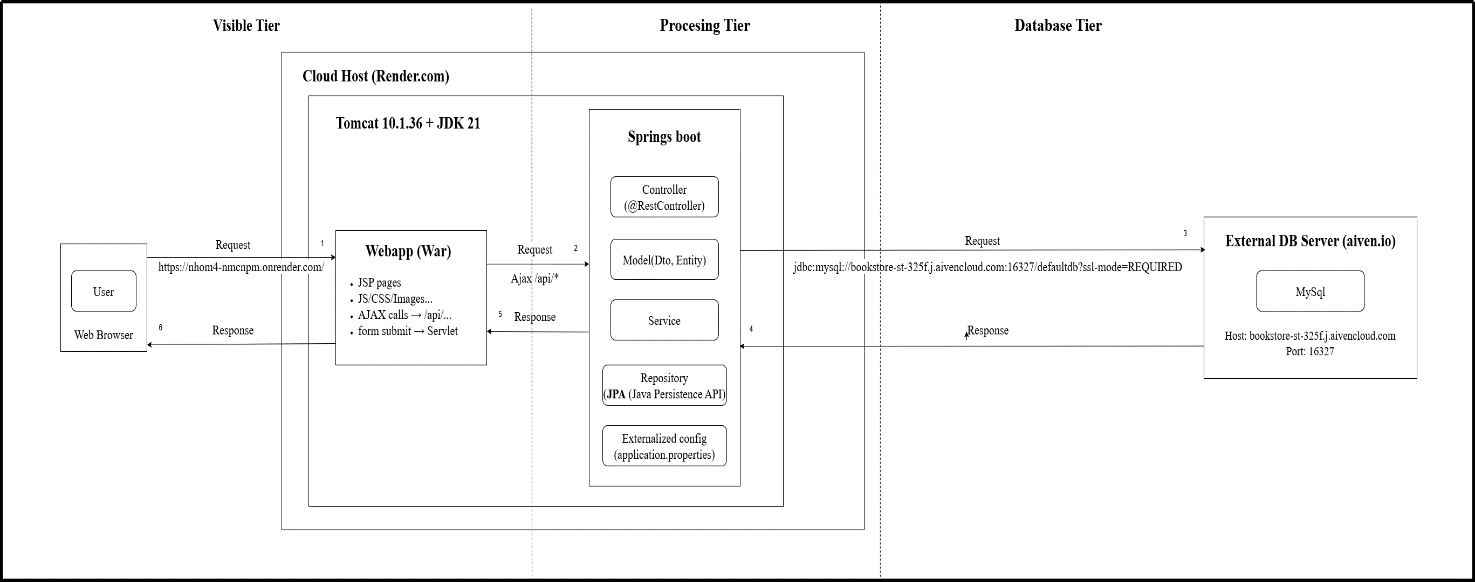 Visible Tier
Procesing Tier
Database Tier
Cloud Host (Render.com)
Tomcat 10.1.36 + JDK 21
Springs boot
Controller
(@RestController)
Model(Dto, Entity)
Service
Repository
(JPA (Java Persistence API)
Externalized config
(application.properties)
User
Web Browser
Request
1
https://nhom4-nmcnpm.onrender.com/
6
Response
Webapp (War)
• JSP pages
• JS/CSS/Images...
• AJAX calls → /api/...
• form submit → Servlet
Request
2
Ajax /api/*
5
Response
Request
3
jdbc:mysql://bookstore-st-325f.j.aivencloud.com:16327/defaultdb?ssl-mode=REQUIRED
4
Response
External DB Server (aiven.io)
MySql
Host: bookstore-st-325f.j.aivencloud.com
Port: 16327